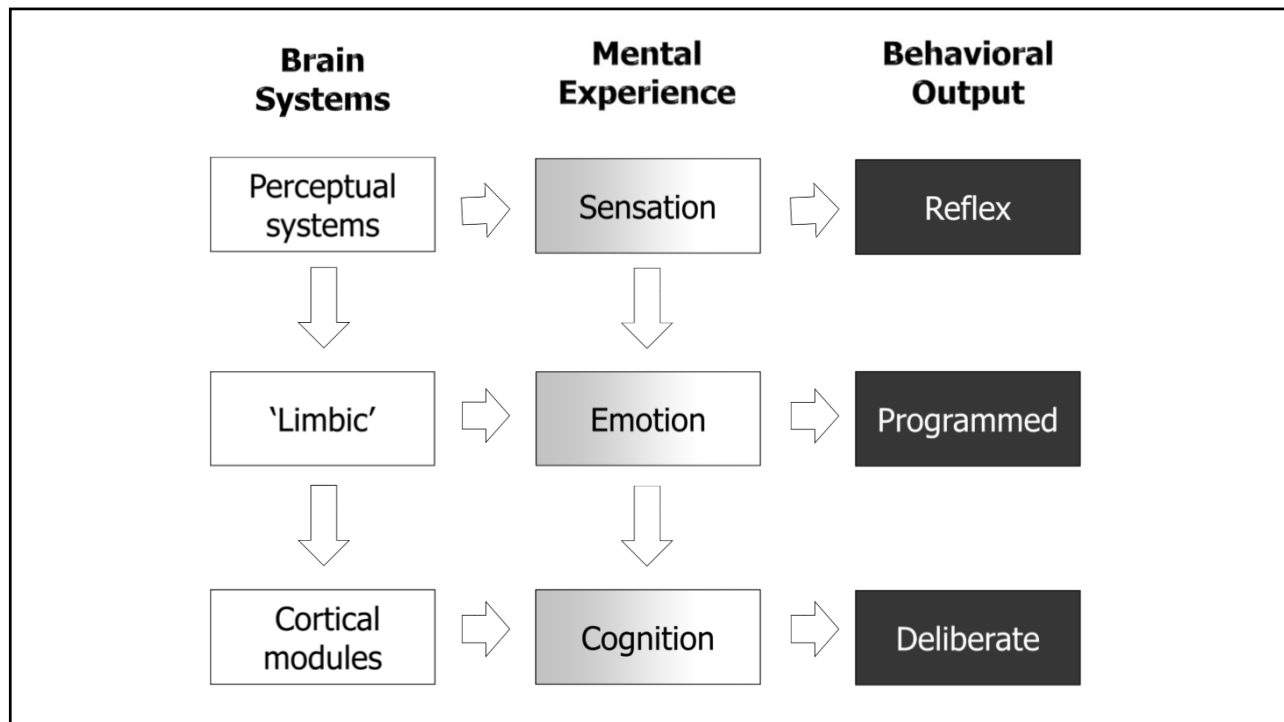 Brain
Systems
Mental
Experience
Behavioral
Output
Perceptual
systems
Sensation
Reflex
‘Limbic’
Emotion
Programmed
Cortical
modules
Cognition
Deliberate